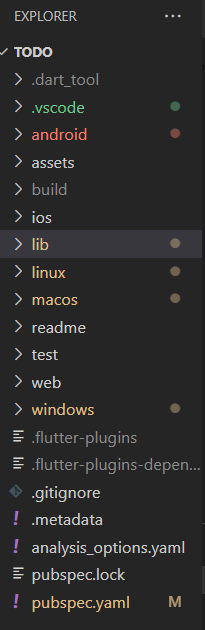 EXPLORER ...
TODO
.dart_tool
.vscode
android
assets
build
ios
lib
linux
macos
readme
test
web
windows
.flutter-plugins
.flutter-plugins-depen...
.gitignore
.metadata
analysis_options.yaml
pubspec.lock
pubspec.yaml M